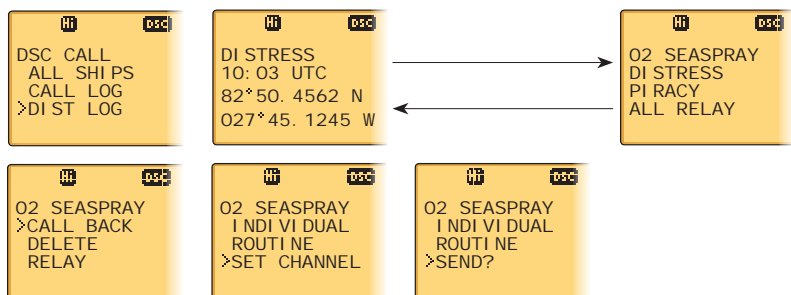 Hi DSC
DSC CALL
ALL SHIPS
CALL LOG
>DIST LOG
Hi DSC
DISTRESS
10:03 UTC
82°50.4562 N
027°45.1245 W
Hi DSC
02 SEASPRAY
DISTRESS
PIRACY
ALL RELAY
Hi DSC
02 SEASPRAY
>CALL BACK
DELETE
RELAY
Hi DSC
02 SEASPRAY
INDIVIDUAL
ROUTINE
>SET CHANNEL
Hi DSC
02 SEASPRAY
INDIVIDUAL
ROUTINE
>SEND?